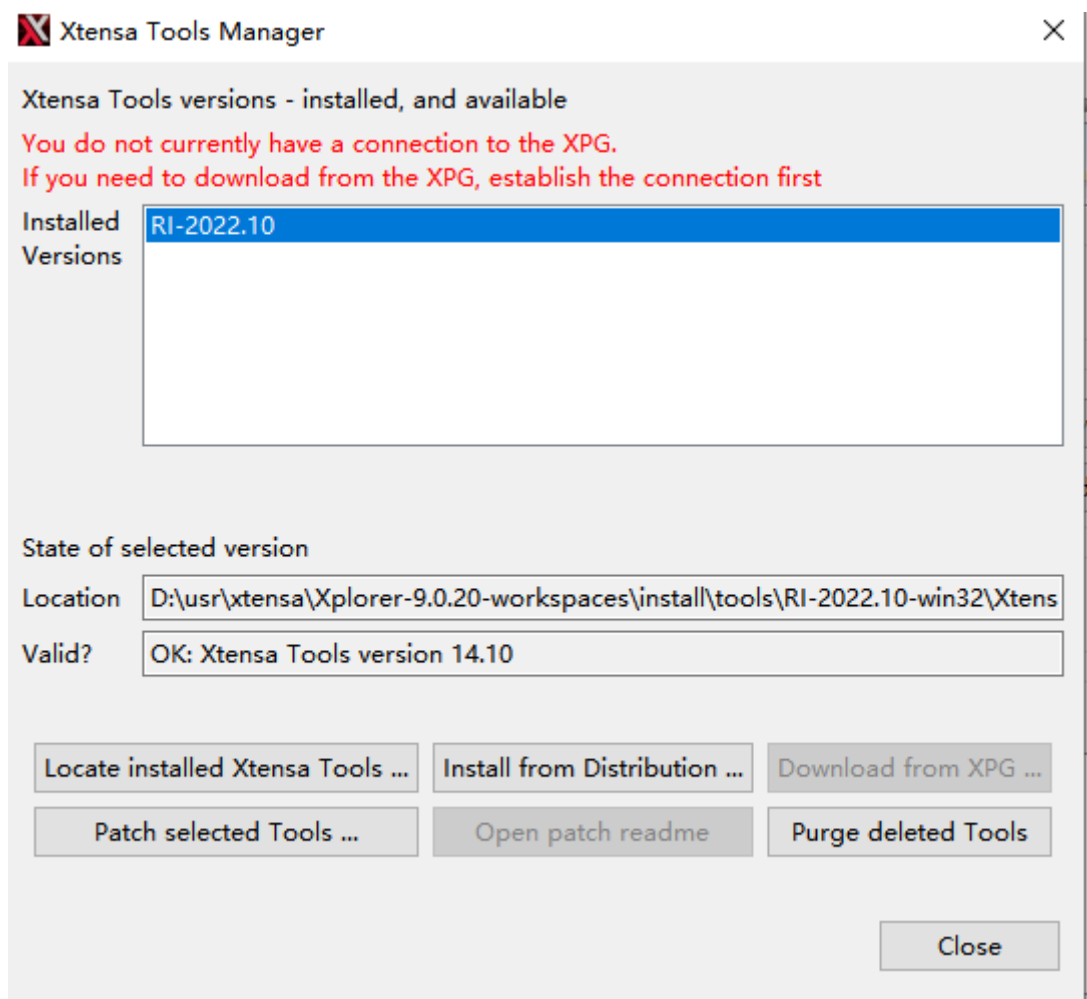 Xtensa Tools Manager
Xtensa Tools versions - installed, and available
You do not currently have a connection to the XPG.
If you need to download from the XPG, establish the connection first
Installed
Versions
RI-2022.10
State of selected version
Location
D:\usr\xtensa\Xplorer-9.0.20-workspaces\install\tools\RI-2022.10-win32\Xtens
Valid?
OK: Xtensa Tools version 14.10
Locate installed Xtensa Tools ...
Install from Distribution ...
Download from XPG ...
Patch selected Tools ...
Open patch readme
Purge deleted Tools
Close